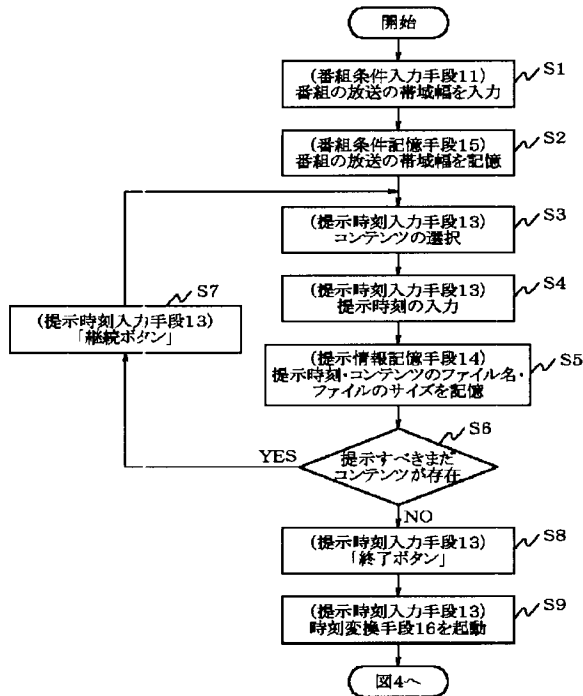 開始
S1
(番組条件入力手段11)
番組の放送の帯域幅を入力
S2
(番組条件記憶手段15)
番組の放送の帯域幅を記憶
S3
(提示時刻入力手段13)
コンテンツの選択
S4
(提示時刻入力手段13)
提示時刻の入力
S7
(提示時刻入力手段13)
「継続ボタン」
S5
(提示情報記憶手段14)
提示時刻・コンテンツのファイル名・
ファイルのサイズを記憶
S6
提示すべきまた
コンテンツが存在
YES
NO
S8
(提示時刻入力手段13)
「終了ボタン」
S9
(提示時刻入力手段13)
時刻変換手段16を起動
図4へ